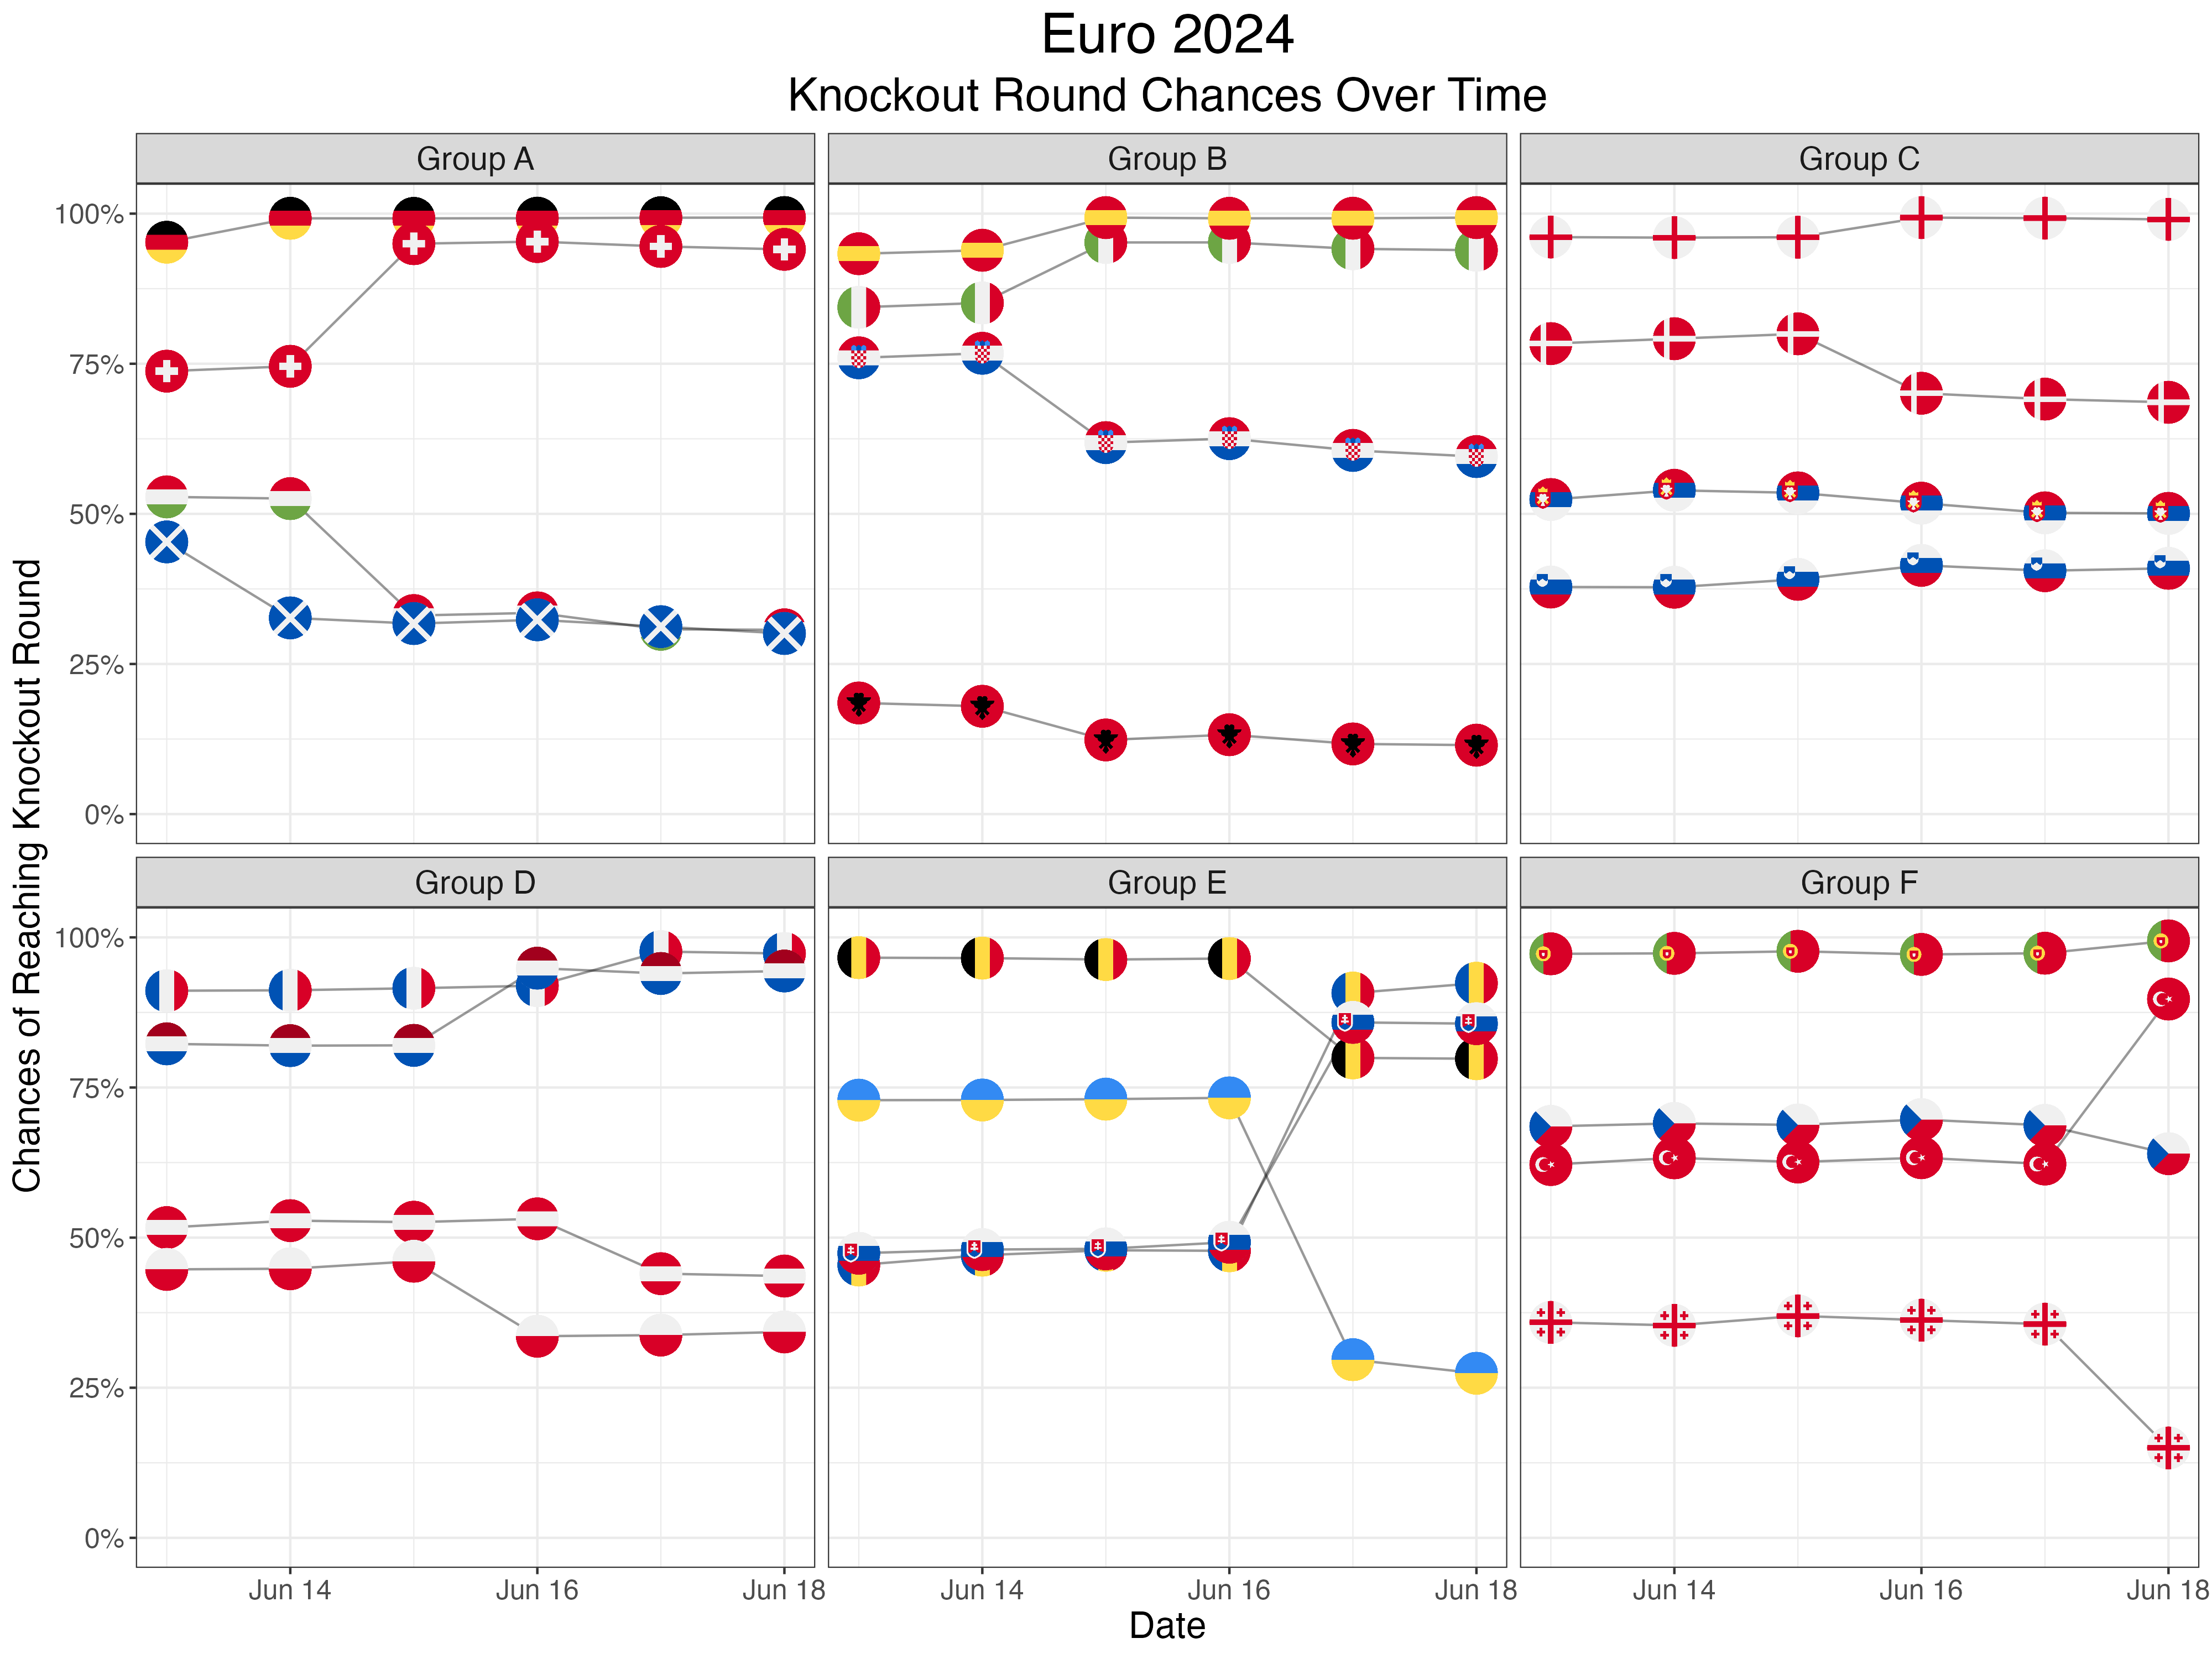 Euro 2024
Knockout Round Chances Over Time
Group A
Group B
Group C
100%
75%
50%
25%
0%
Chances of Reaching Knockout Round
Group D
Group E
Group F
100%
75%
50%
25%
0%
Jun 14
Jun 16
Jun 18
Jun 14
Jun 16
Jun 18
Jun 14
Jun 16
Jun 18
Date